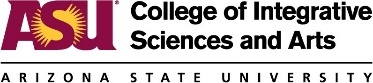 ASU College of Integrative
Sciences and Arts
ARIZONA STATE UNIVERSITY